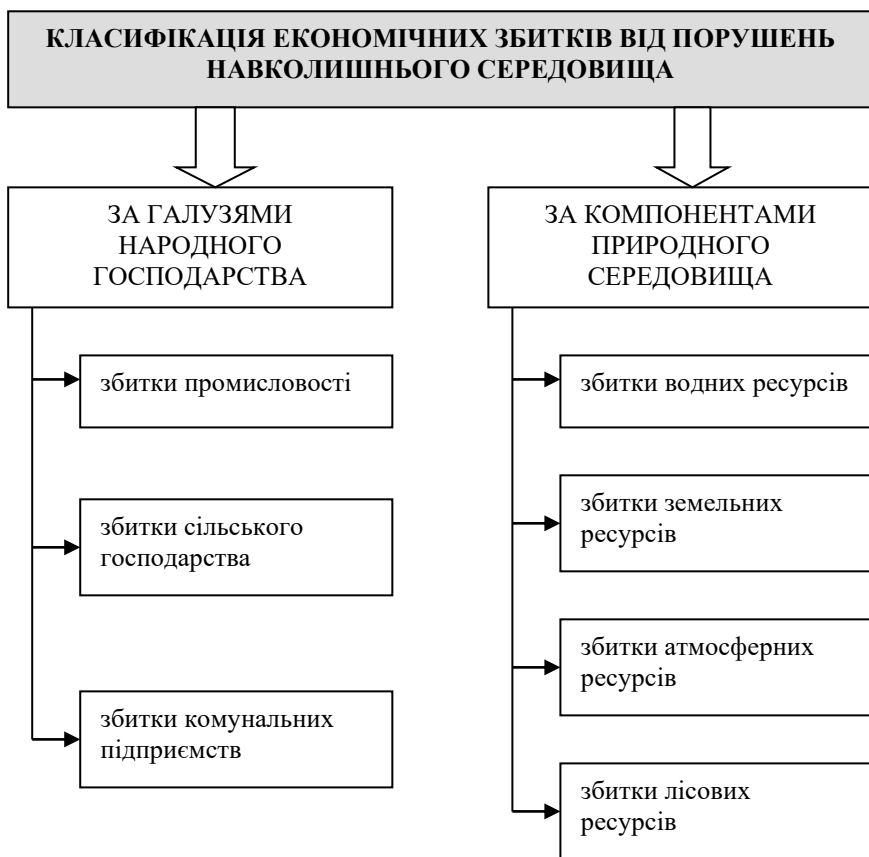 КЛАСИФІКАЦІЯ ЕКОНОМІЧНИХ ЗБИТКІВ ВІД ПОРУШЕНЬ
НАВКОЛИШНЬОГО СЕРЕДОВИЩА
ЗА ГАЛУЗЯМИ
НАРОДНОГО
ГОСПОДАРСТВА
збитки промисловості
збитки сільського
господарства
збитки комунальних
підприємств
ЗА КОМПОНЕНТАМИ
ПРИРОДНОГО
СЕРЕДОВИЩА
збитки водних ресурсів
збитки земельних
ресурсів
збитки атмосферних
ресурсів
збитки лісових
ресурсів